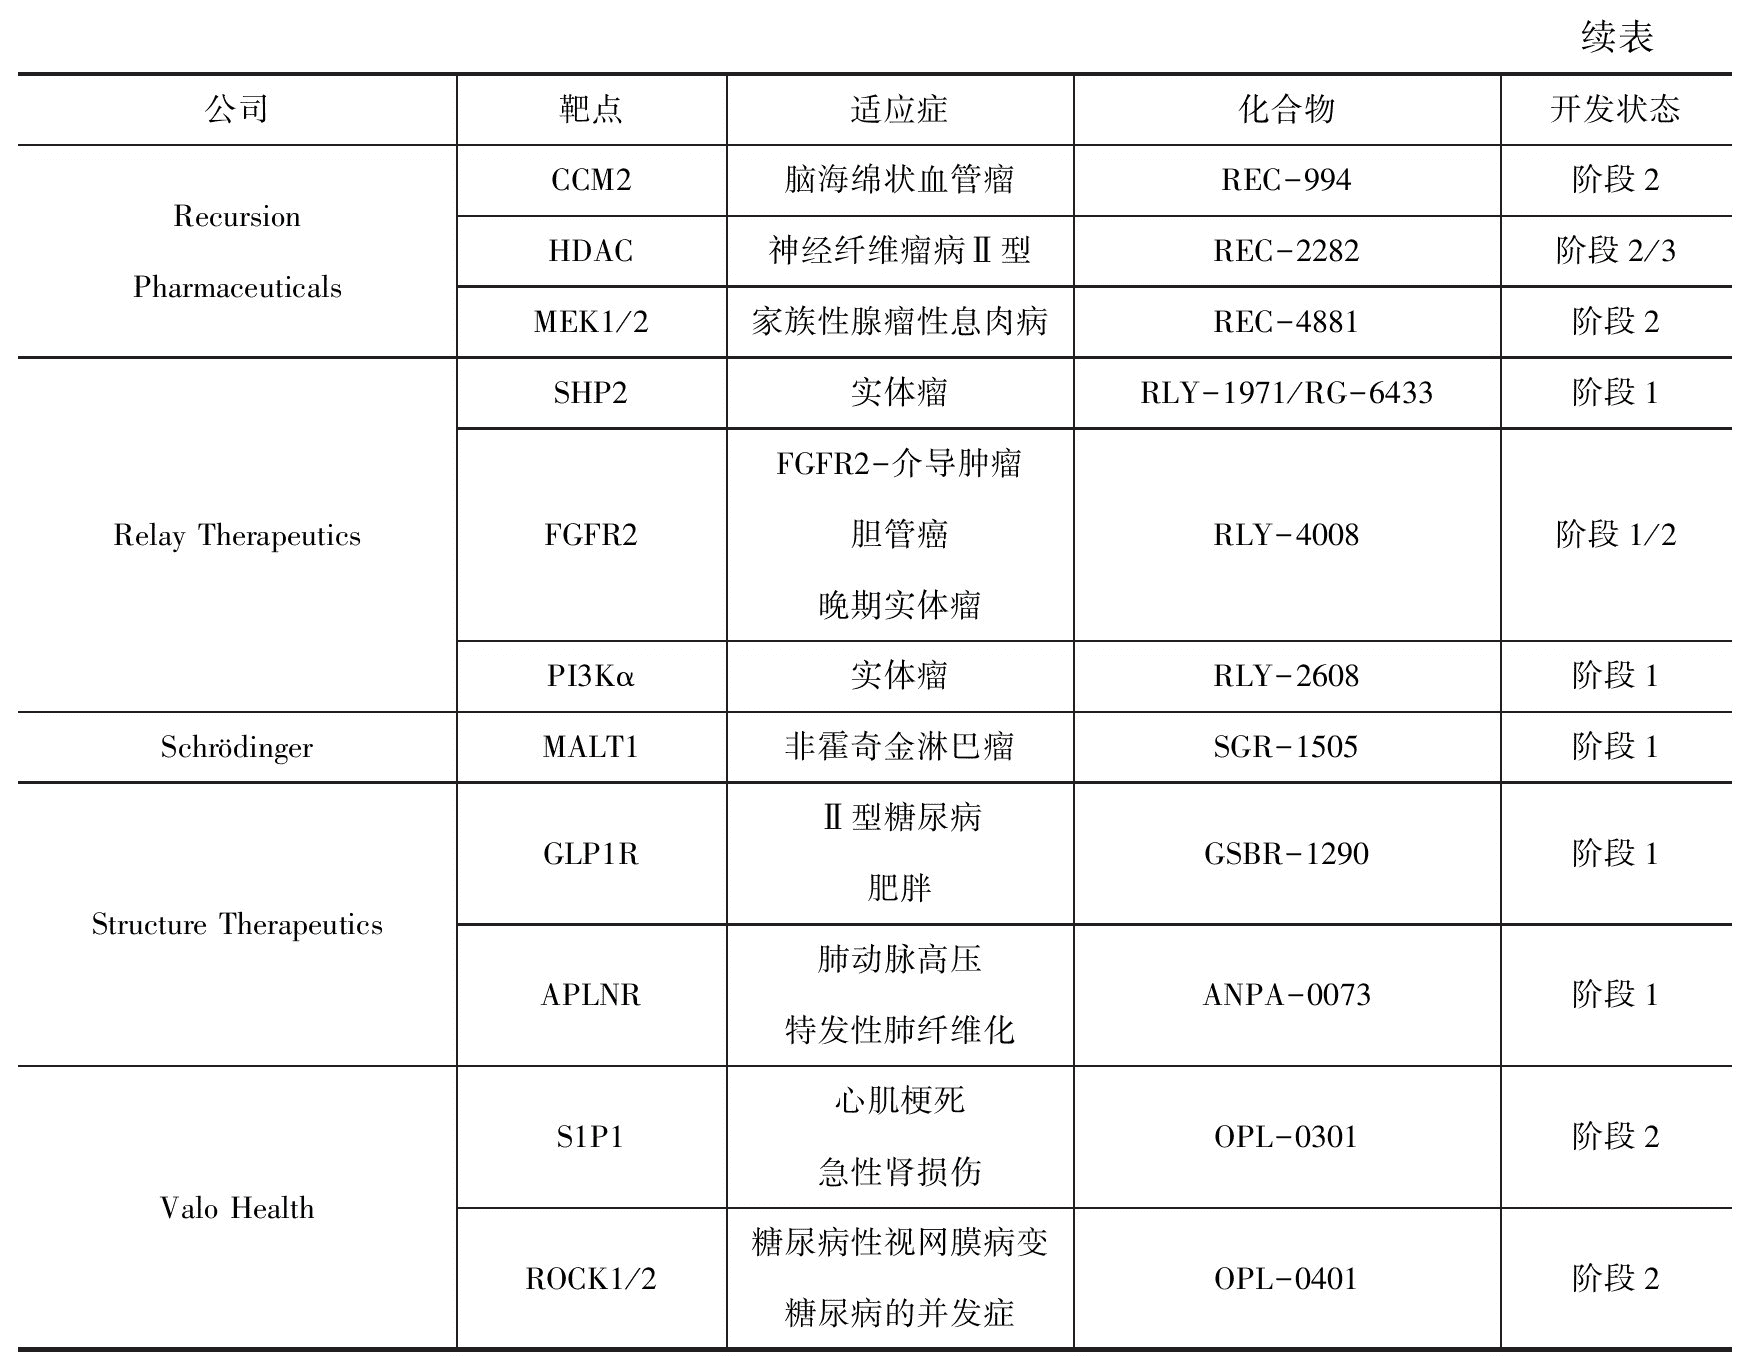 续表
公司 靶点 适应症 化合物 开发状态
Recursion
Pharmaceuticals
CCM2 脑海绵状血管瘤 REC-994 阶段 2
HDAC 神经纤维瘤病Ⅱ型 REC-2282 阶段 2/3
MEK1/2 家族性腺瘤性息肉病 REC-4881 阶段 2
Relay Therapeutics
SHP2 实体瘤 RLY-1971/RG-6433 阶段 1
FGFR2
FGFR2-介导肿瘤
胆管癌
晚期实体瘤
RLY-4008 阶段 1/2
PI3Kα 实体瘤 RLY-2608 阶段 1
Schrödinger MALT1 非霍奇金淋巴瘤 SGR-1505 阶段 1
Structure Therapeutics
GLP1R
Ⅱ型糖尿病
肥胖
GSBR-1290 阶段 1
APLNR
肺动脉高压
特发性肺纤维化
ANPA-0073 阶段 1
Valo Health
S1P1
心肌梗死
急性肾损伤
OPL-0301 阶段 2
ROCK1/2
糖尿病性视网膜病变
糖尿病的并发症
OPL-0401 阶段 2